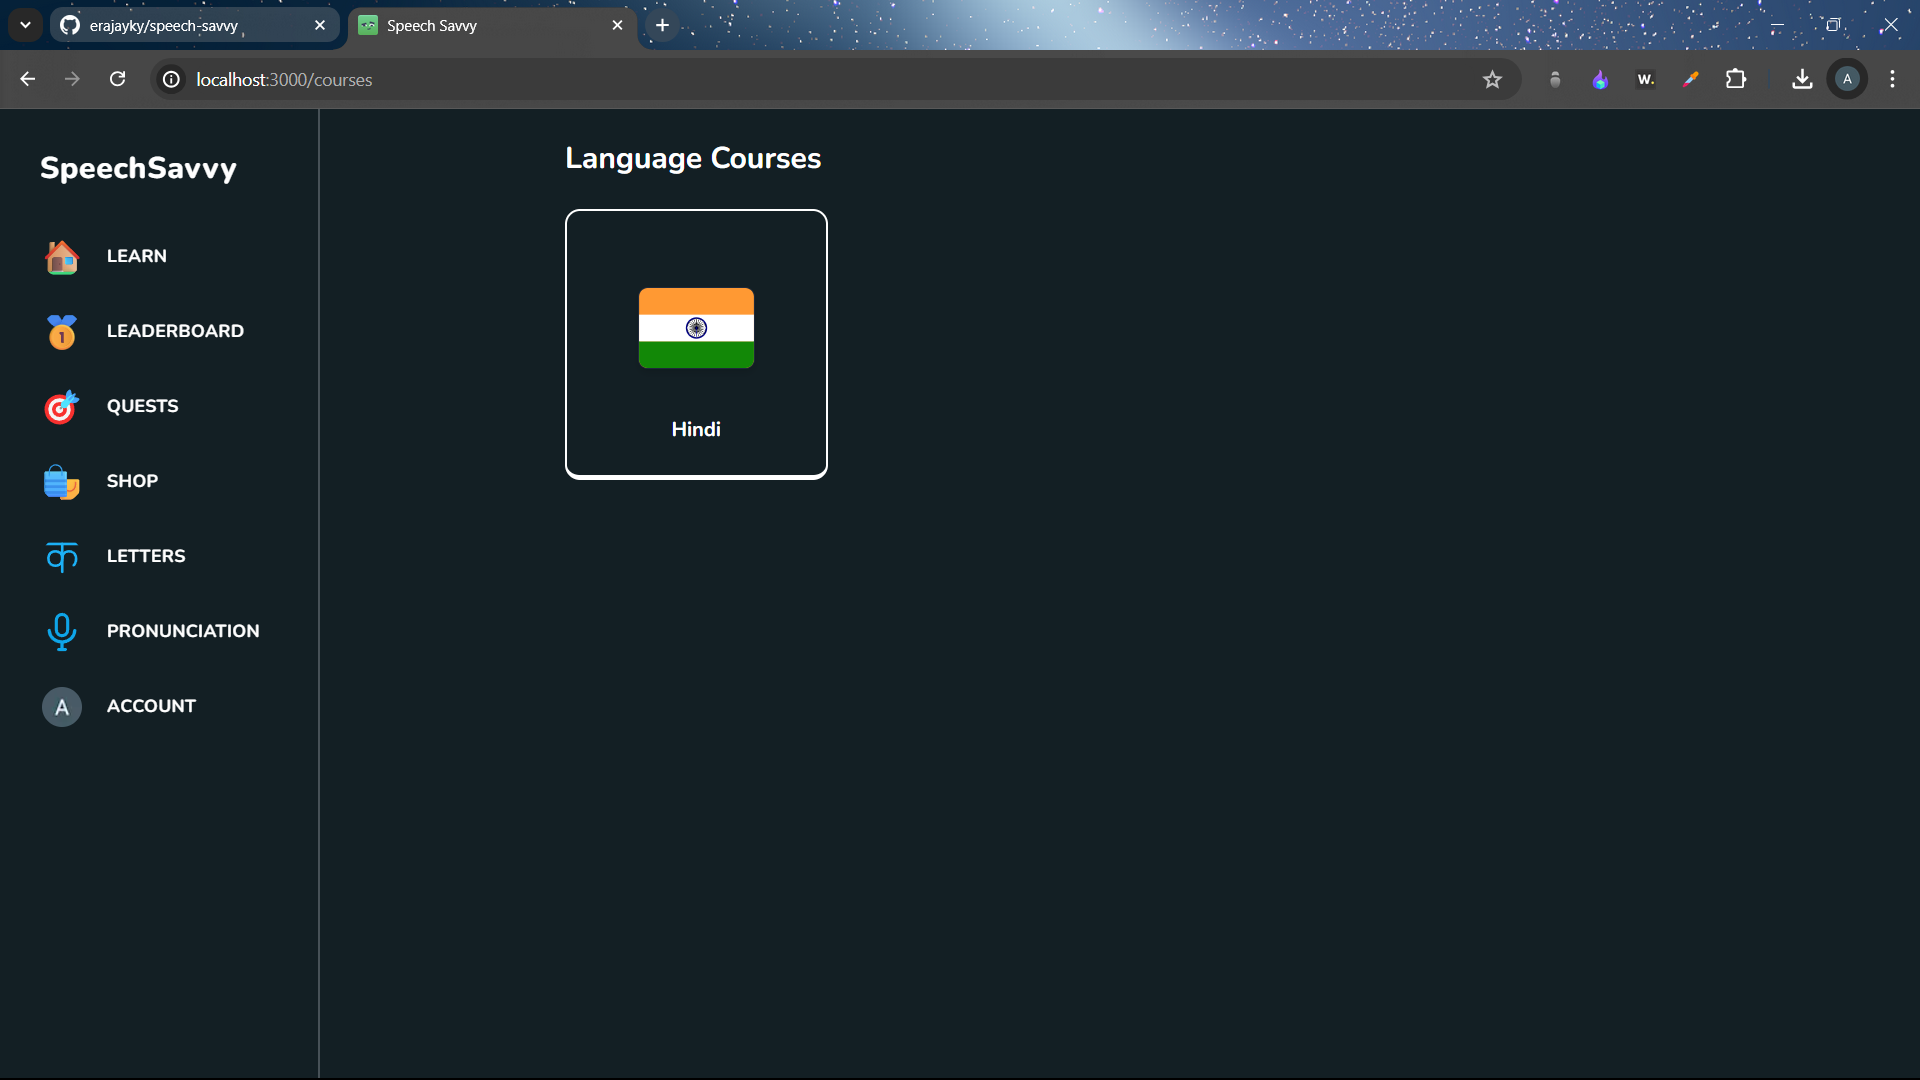 erajayky/speech-savvy
Speech Savvy
localhost:3000/courses
W.
A
SpeechSavvy
LEARN
1
LEADERBOARD
QUESTS
SHOP
क
LETTERS
PRONUNCIATION
A
ACCOUNT
Language Courses
Hindi